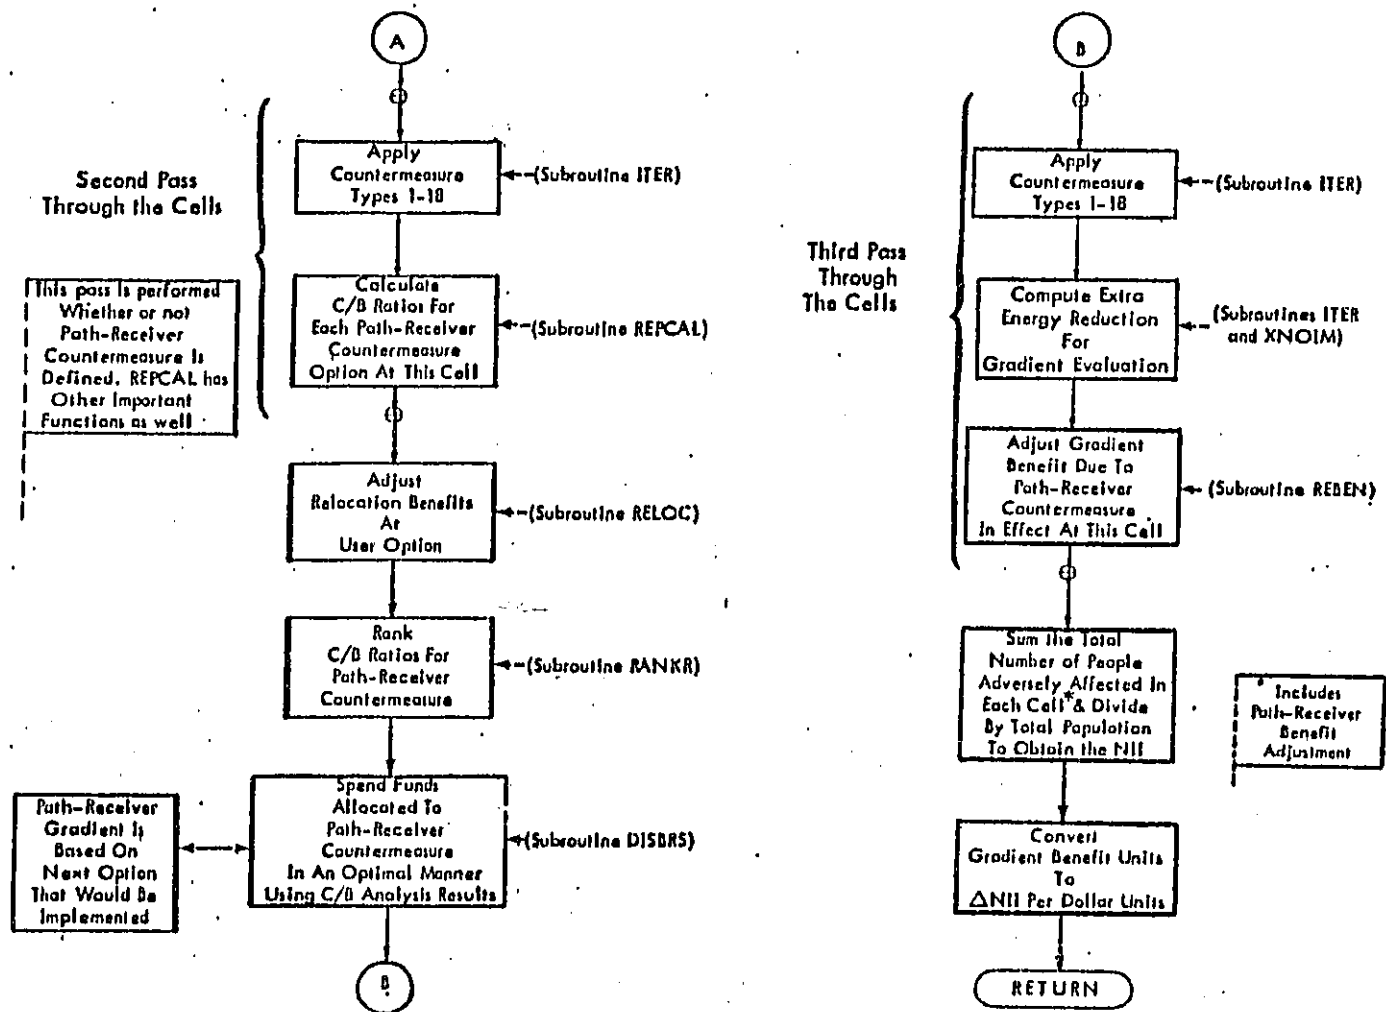 A
Apply
Countermeasure
Types 1-18
(Subroutine ITER)
Second Pass
Through the Cells
This pass is performed
Whether or not
Path-Receiver
Countermeasure Is
Defined. REPCAL has
Other Important
Functions as well
Calculate
C/B Ratios For
Each Path-Receiver
Countermeasure
Option At This Cell
(Subroutines REPCAL)
Adjust
Relocation Benefits
At
User Option
(Subroutine RELOC)
Rank
C/B Ratios For
Path-Receiver
Countermeasure
(Subroutine RANKR)
Spend Funds
Allocated To
Path-Receiver
Countermeasure
In An Optimal Manner
Using C/B Analysis Results
(Subroutine DISBRS)
Path-Receiver
Gradient Is
Based On
Next Option
That Would Be
Implemented
B
B
Apply
Countermeasure
Types 1-18
(Subroutine ITER)
Third Pass
Through
The Cells
Compute Extra
Energy Reduction
For
Gradient Evaluation
(Subroutines ITER
and XNOIM)
Adjust Gradient
Benefit Due To
Path-Receiver
Countermeasure
In Effect At This Cell
(Subroutine REBEN)
Sum the Total
Number of People
Adversely Affected In
Each Cell* & Divide
By Total Population
To Obtain the NII
Includes
Path-Receiver
Benefit
Adjustment
Convert
Gradient Benefit Units
To
ΔNII Per Dollar Units
RETURN